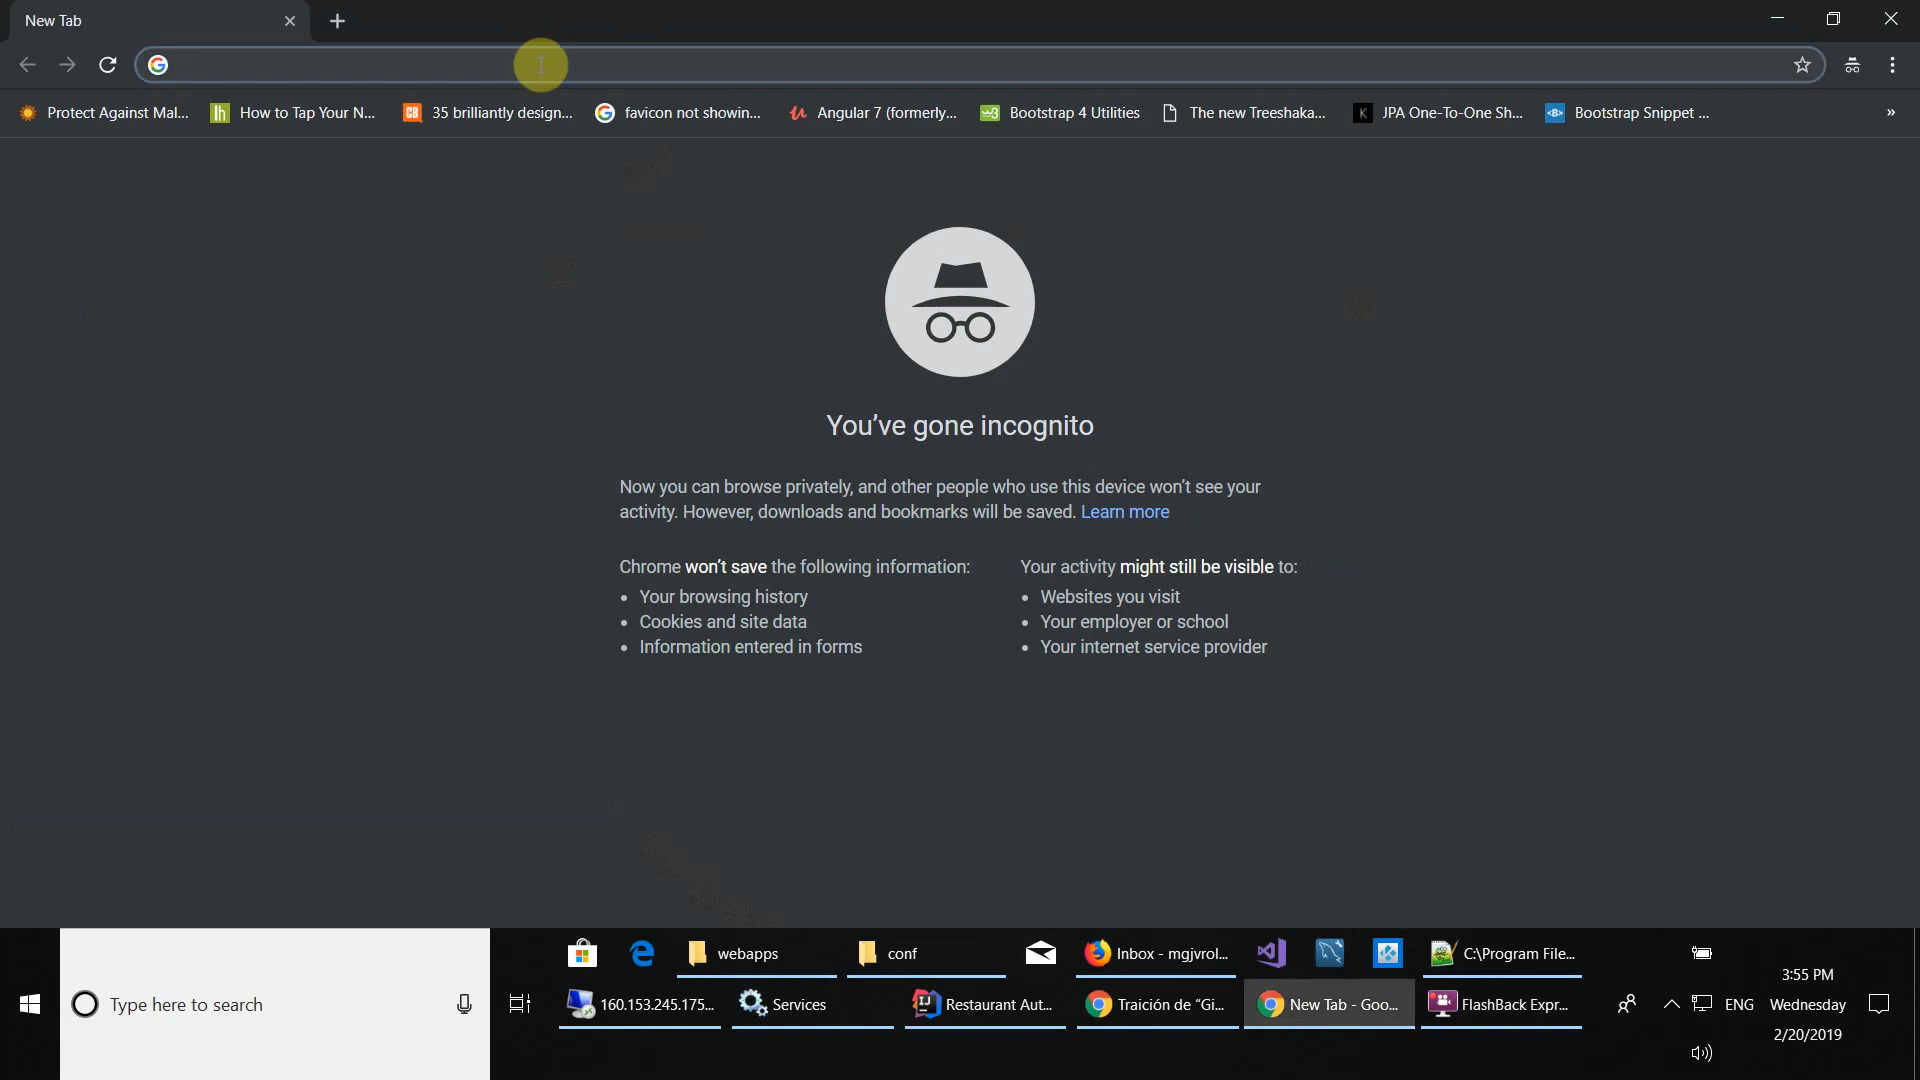 New Tab
Protect Against Mal...
How to Tap Your N...
35 brilliantly design...
favicon not showin...
Angular 7 (formerly...
Bootstrap 4 Utilities
The new Treeshaka...
JPA One-To-One Sh...
Bootstrap Snippet ...
»
You've gone incognito
Now you can browse privately, and other people who use this device won't see your
activity. However, downloads and bookmarks will be saved. Learn more
Chrome won't save the following information:
• Your browsing history
• Cookies and site data
• Information entered in forms
Your activity might still be visible to:
• Websites you visit
• Your employer or school
• Your internet service provider
Type here to search
webapps
conf
Inbox - mgjvrol...
C:\Program File...
160.153.245.175...
Services
Restaurant Aut...
Traición de “Gi...
New Tab - Goo...
FlashBack Expr...
ENG
3:55 PM
Wednesday
2/20/2019